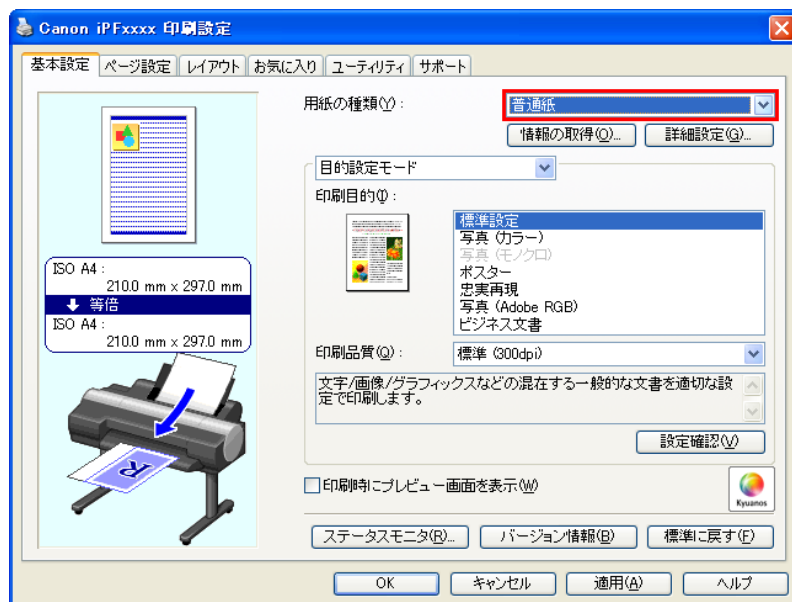 Canon iPFxxxx 印刷設定
基本設定 ページ設定 レイアウト お気に入り ユーティリティ サポート
用紙の種類(Y):
普通紙
情報の取得(O)... 詳細設定(G)...
目的設定モード
印刷目的(I):
標準設定
写真 (カラー)
写真 (モノクロ)
ポスター
忠実再現
写真 (Adobe RGB)
ビジネス文書
ISO A4:
210.0 mm x 297.0 mm
等倍
ISO A4:
210.0 mm x 297.0 mm
R
印刷品質(Q):
標準 (300dpi)
文字/画像/グラフィックスなどの混在する一般的な文書を適切な設
定で印刷します。
設定確認(V)
印刷時にプレビュー画面を表示(W)
Kyuanos
ステータスモニタ(R)... バージョン情報(B) 標準に戻す(F)
OK キャンセル 適用(A) ヘルプ